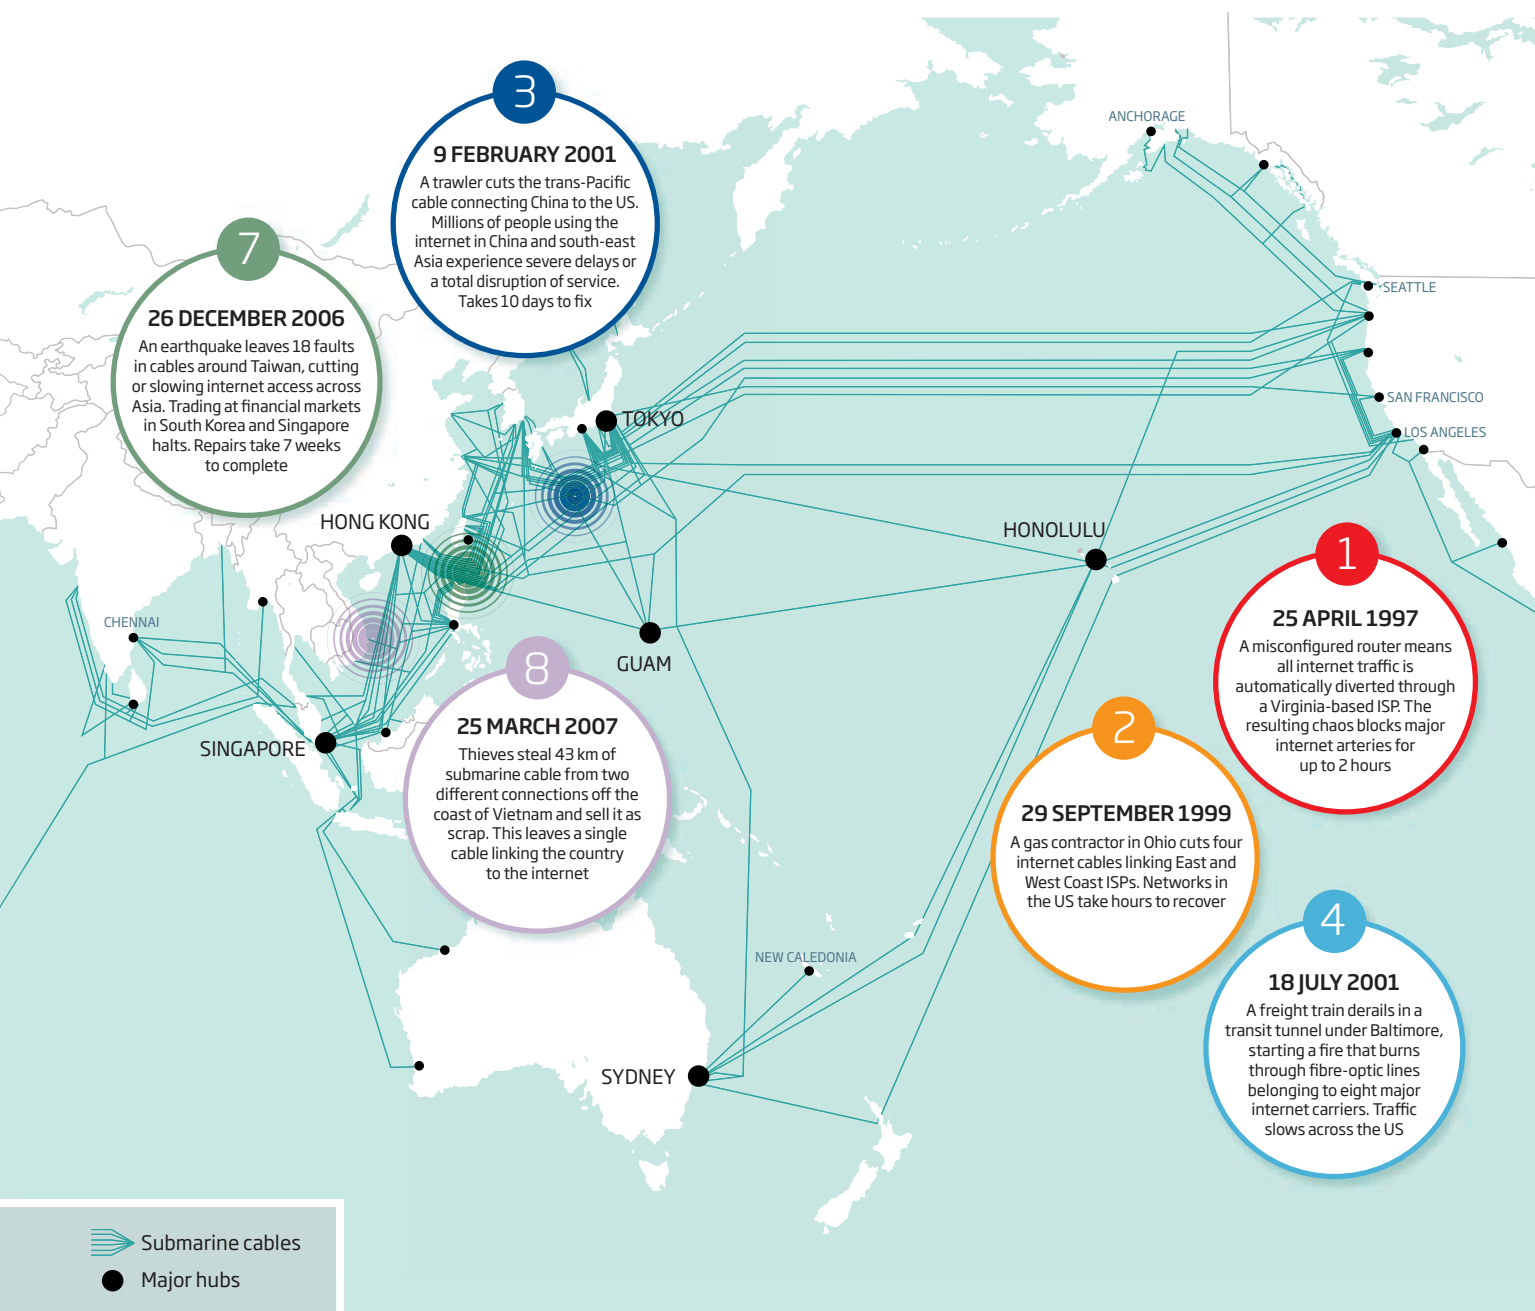 3
9 FEBRUARY 2001
A trawler cuts the trans-Pacific
cable connecting China to the US.
Millions of people using the
internet in China and south-east
Asia experience severe delays or
a total disruption of service.
Takes 10 days to fix
ANCHORAGE
7
26 DECEMBER 2006
An earthquake leaves 18 faults
in cables around Taiwan, cutting
or slowing internet access across
Asia. Trading at financial markets
in South Korea and Singapore
halts. Repairs take 7 weeks
to complete
SEATTLE
SAN FRANCISCO
LOS ANGELES
TOKYO
HONG KONG
HONOLULU
CHENNAI
GUAM
SINGAPORE
1
25 APRIL 1997
A misconfigured router means
all internet traffic is
automatically diverted through
a Virginia-based ISP. The
resulting chaos blocks major
internet arteries for
up to 2 hours
8
25 MARCH 2007
Thieves steal 43 km of
submarine cable from two
different connections off the
coast of Vietnam and sell it as
scrap. This leaves a single
cable linking the country
to the internet
2
29 SEPTEMBER 1999
A gas contractor in Ohio cuts four
internet cables linking East and
West Coast ISPs. Networks in
the US take hours to recover
NEW CALEDONIA
SYDNEY
4
18 JULY 2001
A freight train derails in a
transit tunnel under Baltimore,
starting a fire that burns
through fibre-optic lines
belonging to eight major
internet carriers. Traffic
slows across the US
Submarine cables
Major hubs